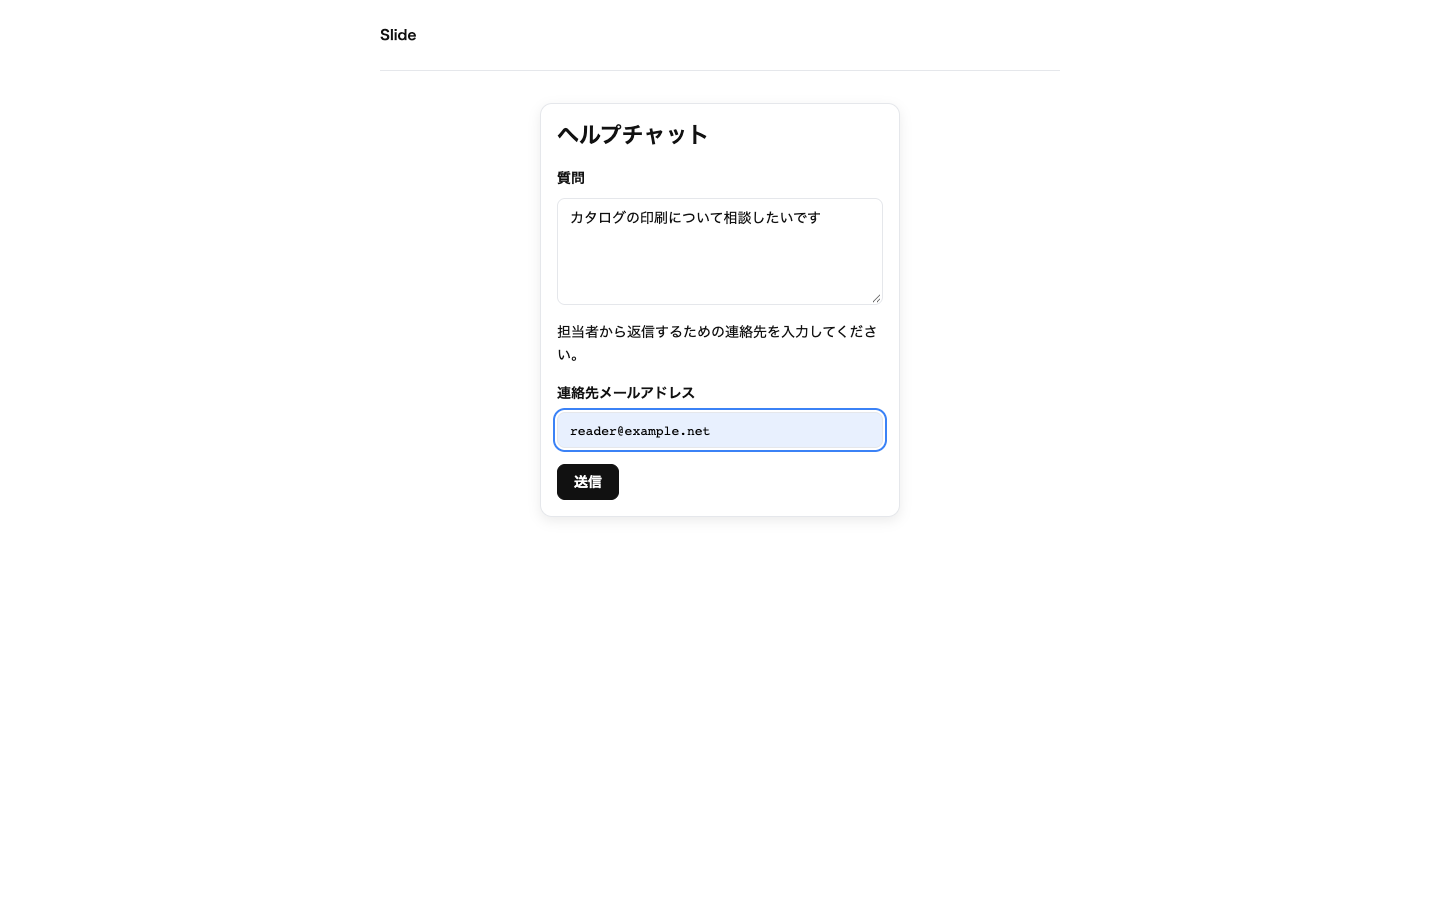 Slide
ヘルプチャット
質問
カタログの印刷について相談したいです
担当者から返信するための連絡先を入力してくださ
い。
連絡先メールアドレス
reader@example.net
送信